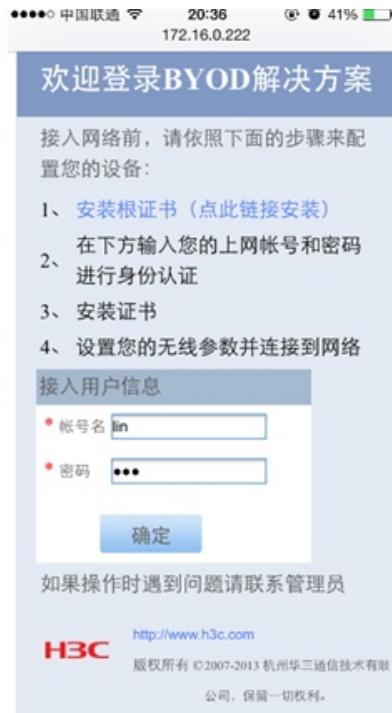 中国联通 20:36 41%
172.16.0.222
欢迎登录BYOD解决方案
接入网络前，请依照下面的步骤来配
置您的设备：
1、 安装根证书（点此链接安装）
2、 在下方输入您的上网帐号和密码
进行身份认证
3、 安装证书
4、 设置您的无线参数并连接到网络
接入用户信息
* 帐号名 lin
* 密码 •••
确定
如果操作时遇到问题请联系管理员
H3C http://www.h3c.com
版权所有 ©2007-2013 杭州华三通信技术有限
公司，保留一切权利。